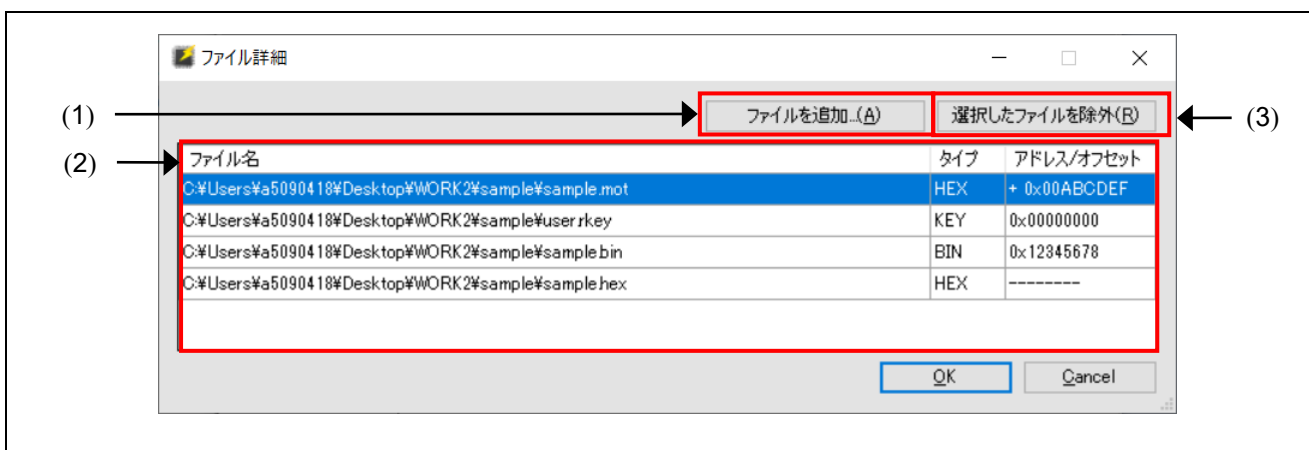 ファイル詳細
(1) ファイルを追加...(A) 選択したファイルを除外(R) (3)
(2) ファイル名 タイプ アドレス/オフセット
C:¥Users¥a5090418¥Desktop¥WORK2¥sample¥sample.mot HEX + 0x00ABCDEF
C:¥Users¥a5090418¥Desktop¥WORK2¥sample¥user.rkey KEY 0x00000000
C:¥Users¥a5090418¥Desktop¥WORK2¥sample¥sample.bin BIN 0x12345678
C:¥Users¥a5090418¥Desktop¥WORK2¥sample¥sample.hex HEX --------
OK Cancel